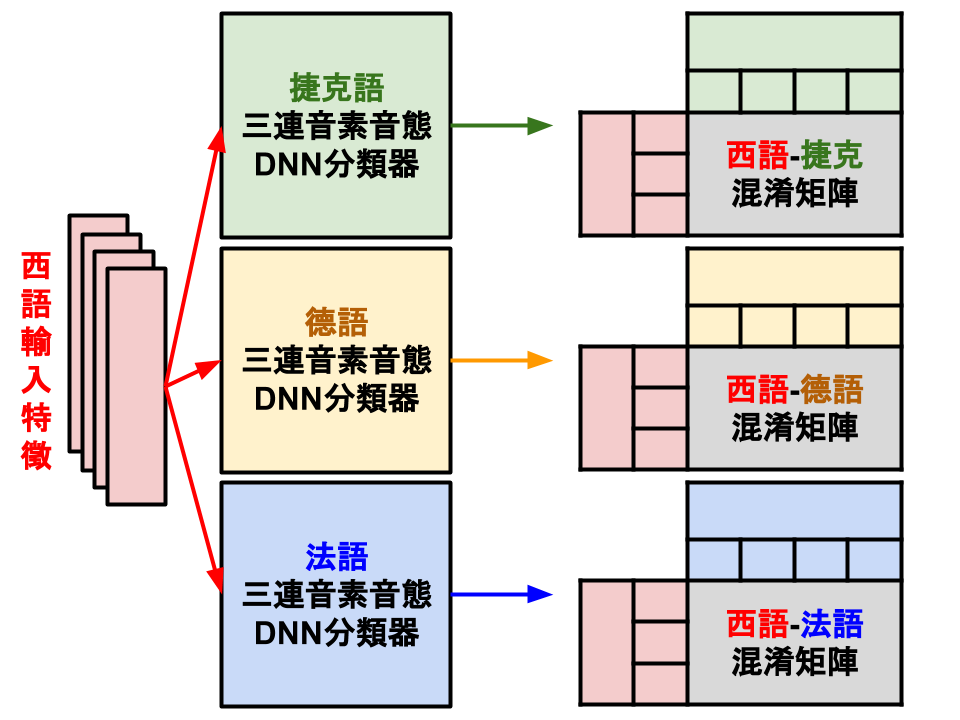 西語輸入特徵
捷克語
三連音素音態
DNN分類器
西語-捷克
混淆矩陣
德語
三連音素音態
DNN分類器
西語-德語
混淆矩陣
法語
三連音素音態
DNN分類器
西語-法語
混淆矩陣